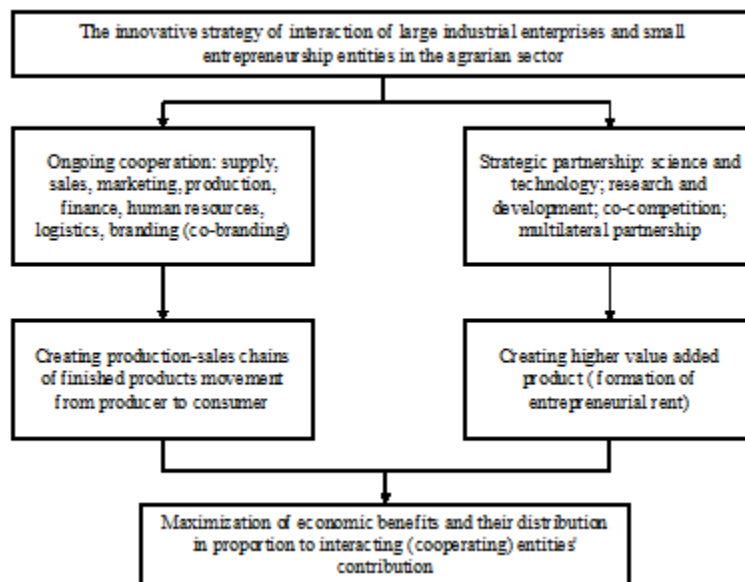 The innovative strategy of interaction of large industrial enterprises and small
entrepreneurship entities in the agrarian sector
Ongoing cooperation: supply,
sales, marketing, production,
finance, human resources,
logistics, branding (co-branding)
Strategic partnership: science and
technology; research and
development; co-competition;
multilateral partnership
Creating production-sales chains
of finished products movement
from producer to consumer
Creating higher value added
product ( formation of
entrepreneurial rent)
Maximization of economic benefits and their distribution
in proportion to interacting (cooperating) entities'
contribution